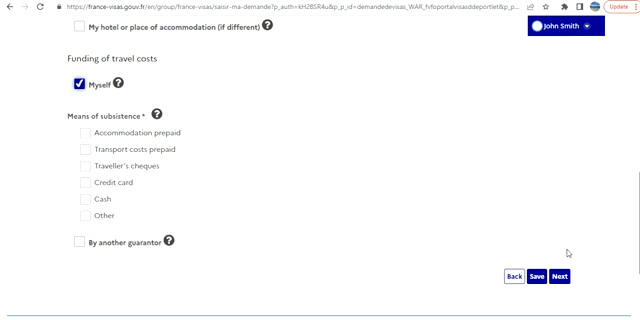 https://france-visas.gouv.fr/en/group/france-visas/saisir-ma-demande?p_auth=kH2BSR4u&p_p_id=demandedevisas_WAR_fvfoportalvisasddeportlet&p_p...
Update
My hotel or place of accommodation (if different) ?
John Smith
Funding of travel costs
Myself ?
Means of subsistence * ?
Accommodation prepaid
Transport costs prepaid
Traveller's cheques
Credit card
Cash
Other
By another guarantor ?
Back Save Next